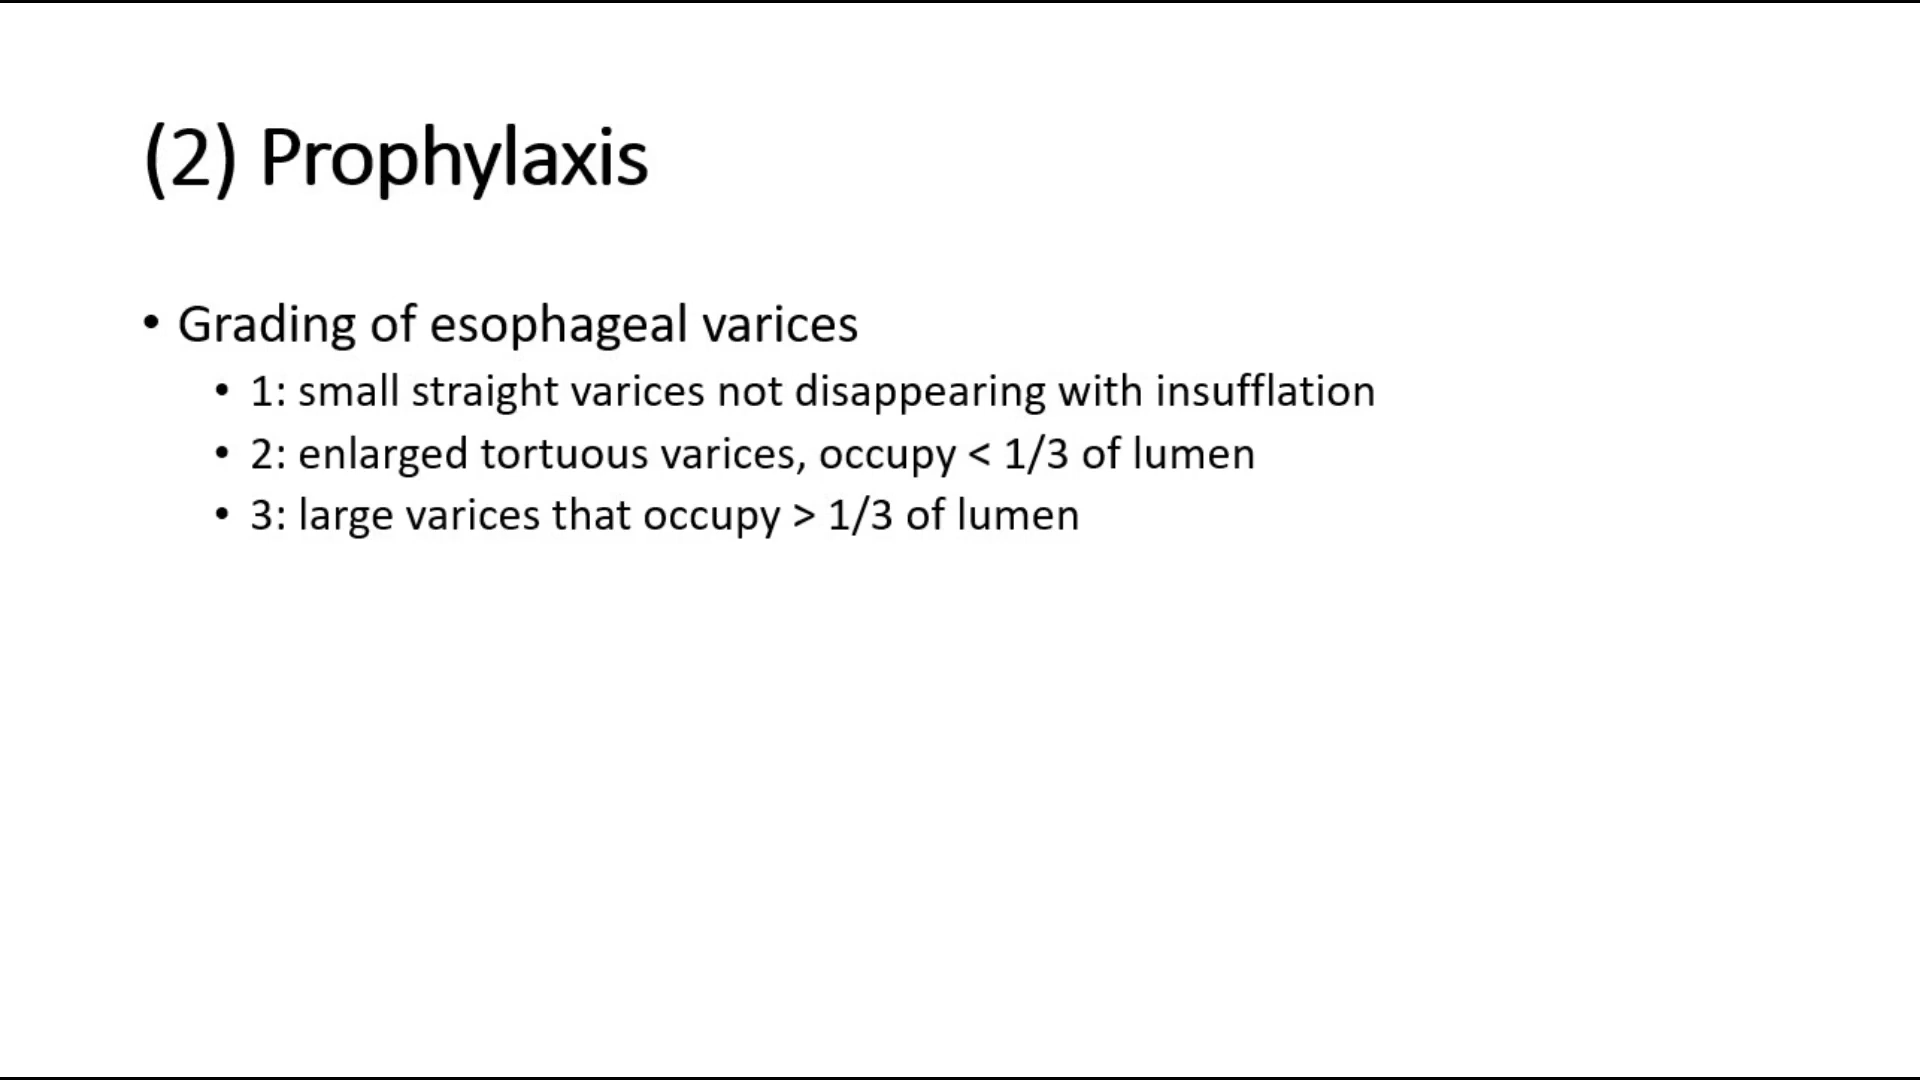 (2) Prophylaxis
• Grading of esophageal varices
• 1: small straight varices not disappearing with insufflation
• 2: enlarged tortuous varices, occupy < 1/3 of lumen
• 3: large varices that occupy > 1/3 of lumen